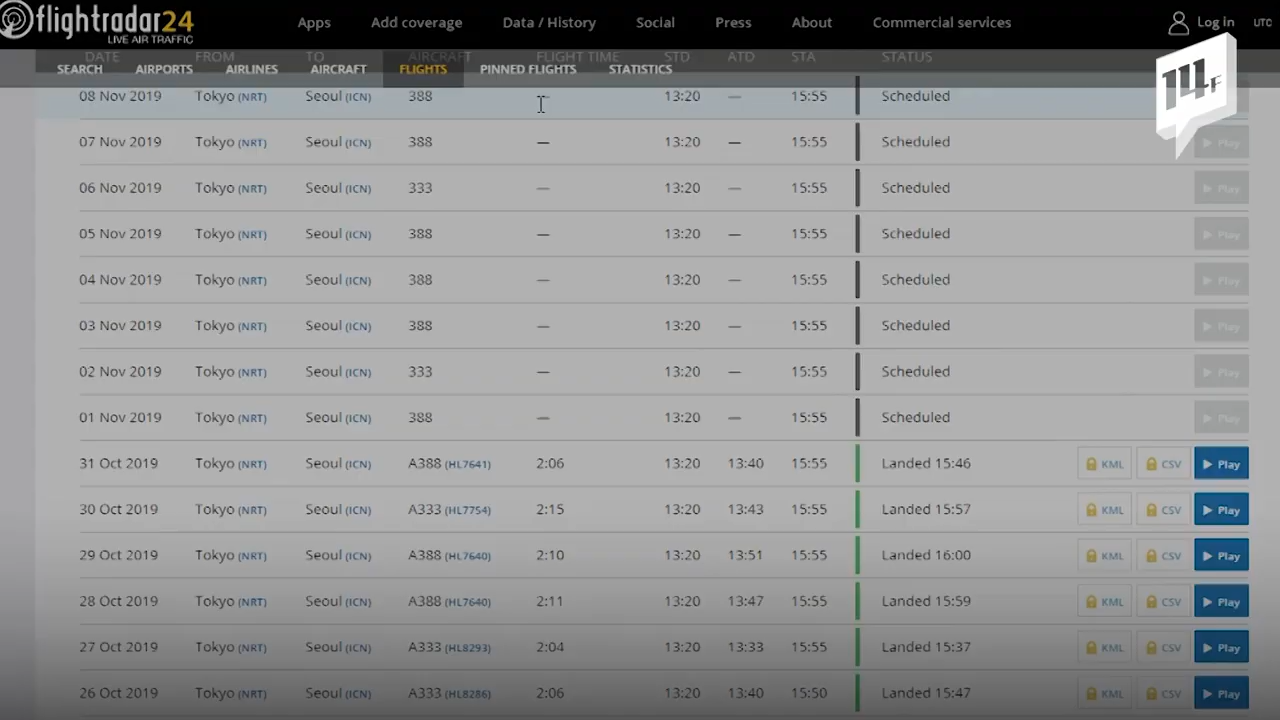 flightradar24
LIVE AIR TRAFFIC
Apps Add coverage Data / History Social Press About Commercial services Log in UTC
DATE FROM TO AIRCRAFT FLIGHT TIME STD ATD STA STATUS
SEARCH AIRPORTS AIRLINES AIRCRAFT FLIGHTS PINNED FLIGHTS STATISTICS
14F
08 Nov 2019 Tokyo (NRT) Seoul (ICN) 388 — 13:20 — 15:55 Scheduled
07 Nov 2019 Tokyo (NRT) Seoul (ICN) 388 — 13:20 — 15:55 Scheduled Play
06 Nov 2019 Tokyo (NRT) Seoul (ICN) 333 — 13:20 — 15:55 Scheduled Play
05 Nov 2019 Tokyo (NRT) Seoul (ICN) 388 — 13:20 — 15:55 Scheduled Play
04 Nov 2019 Tokyo (NRT) Seoul (ICN) 388 — 13:20 — 15:55 Scheduled Play
03 Nov 2019 Tokyo (NRT) Seoul (ICN) 388 — 13:20 — 15:55 Scheduled Play
02 Nov 2019 Tokyo (NRT) Seoul (ICN) 333 — 13:20 — 15:55 Scheduled Play
01 Nov 2019 Tokyo (NRT) Seoul (ICN) 388 — 13:20 — 15:55 Scheduled Play
31 Oct 2019 Tokyo (NRT) Seoul (ICN) A388 (HL7641) 2:06 13:20 13:40 15:55 Landed 15:46 KML CSV Play
30 Oct 2019 Tokyo (NRT) Seoul (ICN) A333 (HL7754) 2:15 13:20 13:43 15:55 Landed 15:57 KML CSV Play
29 Oct 2019 Tokyo (NRT) Seoul (ICN) A388 (HL7640) 2:10 13:20 13:51 15:55 Landed 16:00 KML CSV Play
28 Oct 2019 Tokyo (NRT) Seoul (ICN) A388 (HL7640) 2:11 13:20 13:47 15:55 Landed 15:59 KML CSV Play
27 Oct 2019 Tokyo (NRT) Seoul (ICN) A333 (HL8293) 2:04 13:20 13:33 15:55 Landed 15:37 KML CSV Play
26 Oct 2019 Tokyo (NRT) Seoul (ICN) A333 (HL8286) 2:06 13:20 13:40 15:50 Landed 15:47 KML CSV Play